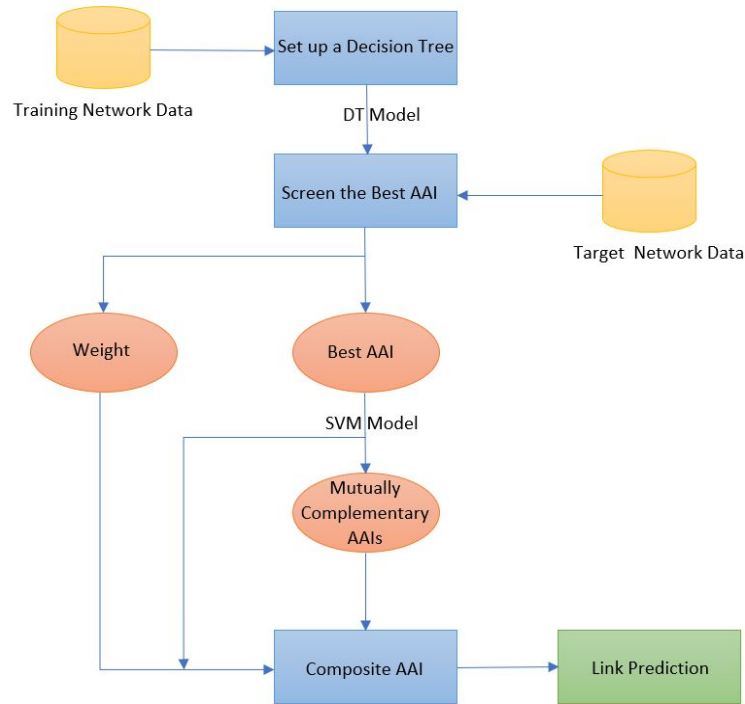 Set up a Decision Tree
Training Network Data
DT Model
Screen the Best AAI
Target Network Data
Weight
Best AAI
SVM Model
Mutually
Complementary
AAIs
Composite AAI
Link Prediction